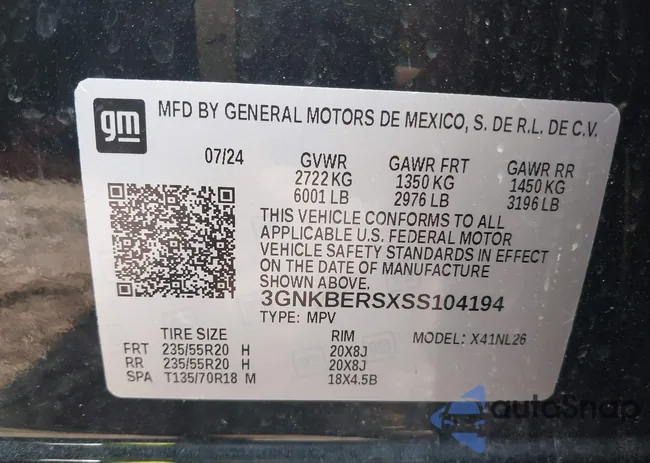 gm
MFD BY GENERAL MOTORS DE MEXICO, S. DE R.L. DE C.V.
07/24 GVWR GAWR FRT GAWR RR
2722 KG 1350 KG 1450 KG
6001 LB 2976 LB 3196 LB
THIS VEHICLE CONFORMS TO ALL
APPLICABLE U.S. FEDERAL MOTOR
VEHICLE SAFETY STANDARDS IN EFFECT
ON THE DATE OF MANUFACTURE
SHOWN ABOVE.
3GNKBERSXSS104194
TYPE: MPV
TIRE SIZE RIM MODEL: X41NL26
FRT 235/55R20 H 20X8J
RR 235/55R20 H 20X8J
SPA T135/70R18 M 18X4.5B
autoSnap